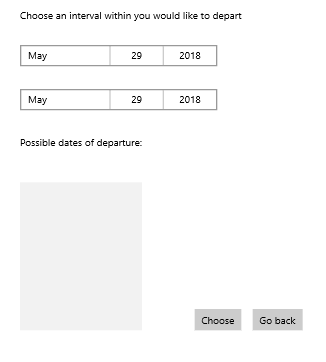 Choose an interval within you would like to depart
May 29 2018
May 29 2018
Possible dates of departure:
Choose Go back